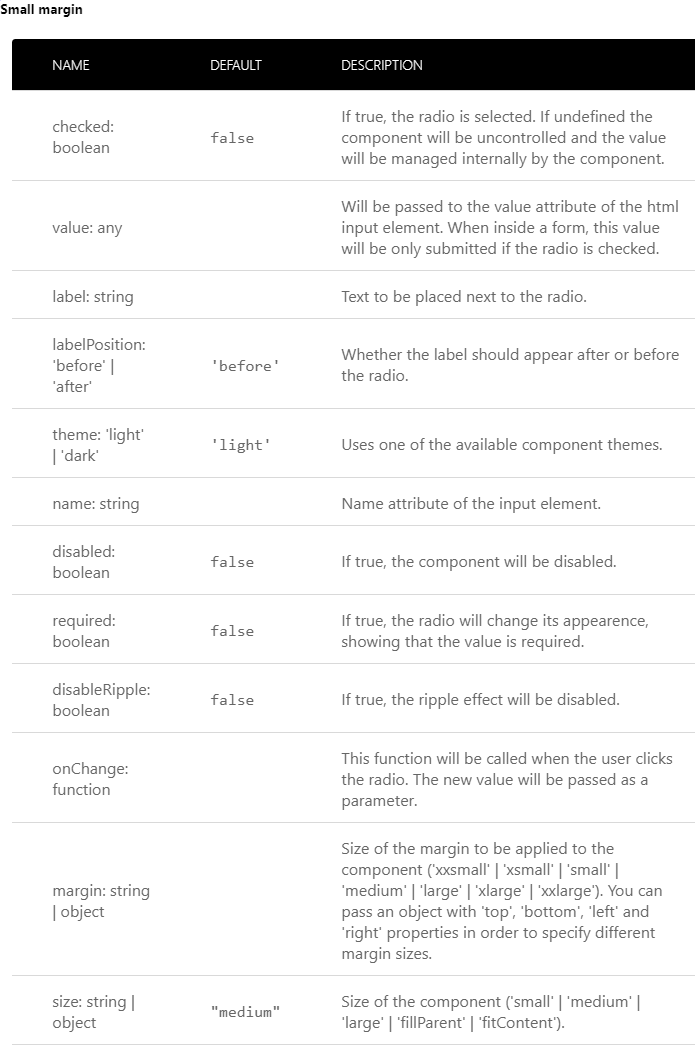 Small margin
NAME DEFAULT DESCRIPTION
checked:
boolean
false
If true, the radio is selected. If undefined the
component will be uncontrolled and the value
will be managed internally by the component.
value: any
Will be passed to the value attribute of the html
input element. When inside a form, this value
will be only submitted if the radio is checked.
label: string
Text to be placed next to the radio.
labelPosition:
'before' |
'after'
'before'
Whether the label should appear after or before
the radio.
theme: 'light'
| 'dark'
'light'
Uses one of the available component themes.
name: string
Name attribute of the input element.
disabled:
boolean
false
If true, the component will be disabled.
required:
boolean
false
If true, the radio will change its appearence,
showing that the value is required.
disableRipple:
boolean
false
If true, the ripple effect will be disabled.
onChange:
function
This function will be called when the user clicks
the radio. The new value will be passed as a
parameter.
margin: string
| object
Size of the margin to be applied to the
component ('xxsmall' | 'xsmall' | 'small' |
'medium' | 'large' | 'xlarge' | 'xxlarge'). You can
pass an object with 'top', 'bottom', 'left' and
'right' properties in order to specify different
margin sizes.
size: string |
object
"medium"
Size of the component ('small' | 'medium' |
'large' | 'fillParent' | 'fitContent').